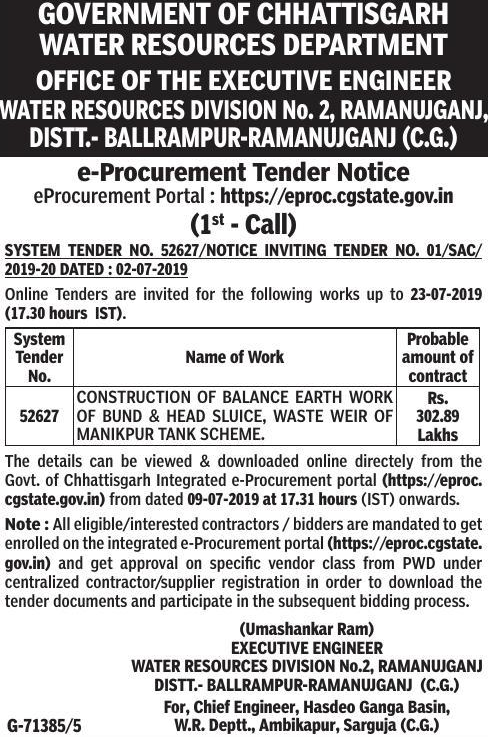 GOVERNMENT OF CHHATTISGARH
WATER RESOURCES DEPARTMENT
OFFICE OF THE EXECUTIVE ENGINEER
WATER RESOURCES DIVISION No. 2, RAMANUJGANJ,
DISTT.- BALLRAMPUR-RAMANUJGANJ (C.G.)
e-Procurement Tender Notice
eProcurement Portal : https://eproc.cgstate.gov.in
(1st - Call)
SYSTEM TENDER NO. 52627/NOTICE INVITING TENDER NO. 01/SAC/
2019-20 DATED : 02-07-2019
Online Tenders are invited for the following works up to 23-07-2019
(17.30 hours IST).
System
Tender
No.
Name of Work
Probable
amount of
contract
52627
CONSTRUCTION OF BALANCE EARTH WORK
OF BUND & HEAD SLUICE, WASTE WEIR OF
MANIKPUR TANK SCHEME.
Rs.
302.89
Lakhs
The details can be viewed & downloaded online directely from the
Govt. of Chhattisgarh Integrated e-Procurement portal (https://eproc.
cgstate.gov.in) from dated 09-07-2019 at 17.31 hours (IST) onwards.
Note : All eligible/interested contractors / bidders are mandated to get
enrolled on the integrated e-Procurement portal (https://eproc.cgstate.
gov.in) and get approval on specific vendor class from PWD under
centralized contractor/supplier registration in order to download the
tender documents and participate in the subsequent bidding process.
(Umashankar Ram)
EXECUTIVE ENGINEER
WATER RESOURCES DIVISION No.2, RAMANUJGANJ
DISTT.- BALLRAMPUR-RAMANUJGANJ (C.G.)
For, Chief Engineer, Hasdeo Ganga Basin,
G-71385/5
W.R. Deptt., Ambikapur, Sarguja (C.G.)